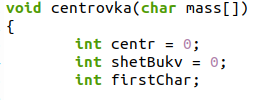 void centrovka(char mass[])
{
int centr = 0;
int shetBukv = 0;
int firstChar;